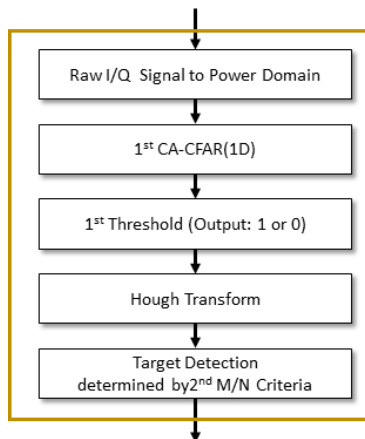 Raw I/Q Signal to Power Domain
1st CA-CFAR(1D)
1st Threshold (Output: 1 or 0)
Hough Transform
Target Detection
determined by2nd M/N Criteria